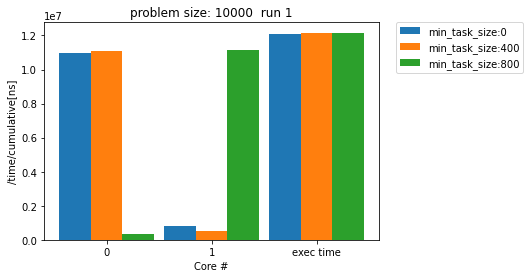 problem size: 10000  run 1
1e7
1.2
1.0
0.8
0.6
0.4
0.2
0.0
/time/cumulative[ns]
0
1
exec time
Core #
min_task_size:0
min_task_size:400
min_task_size:800